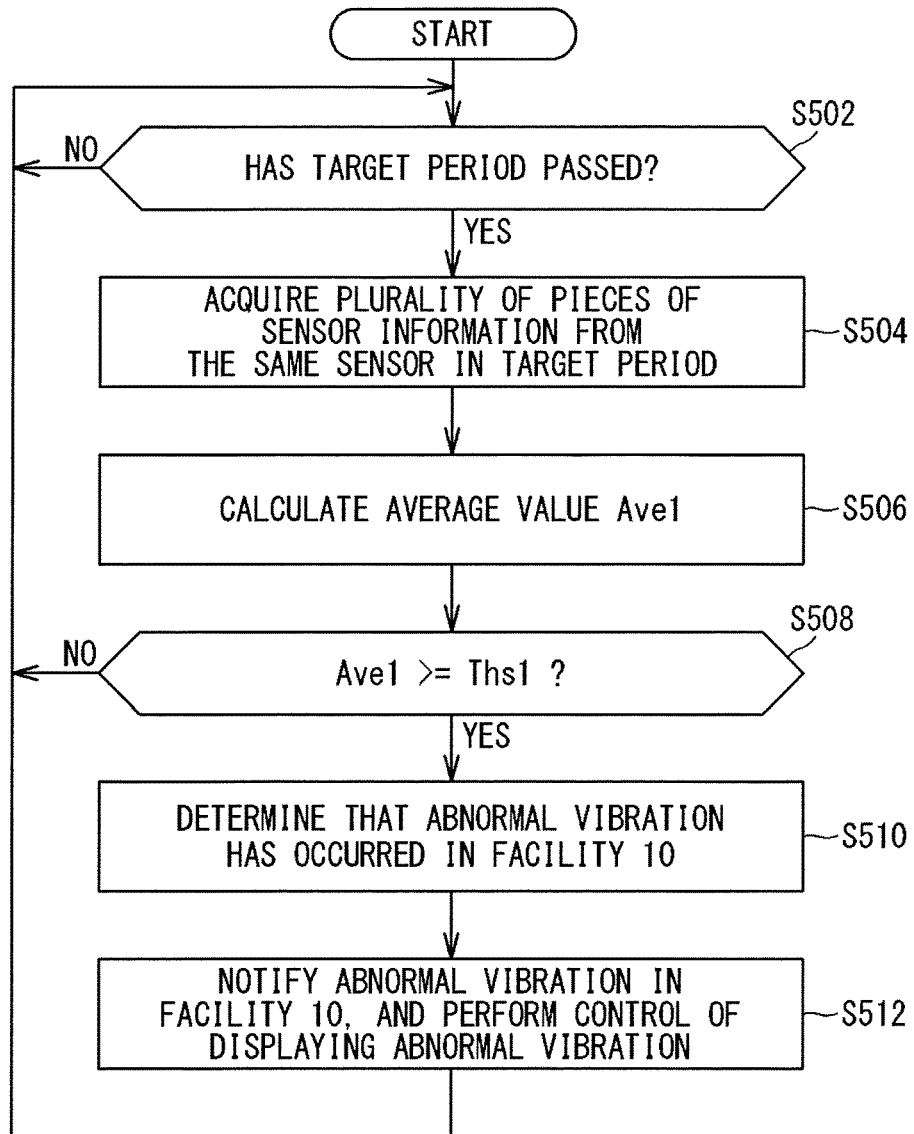 START
S502
NO
HAS TARGET PERIOD PASSED?
YES
ACQUIRE PLURALITY OF PIECES OF
SENSOR INFORMATION FROM
THE SAME SENSOR IN TARGET PERIOD
S504
CALCULATE AVERAGE VALUE Ave1
S506
S508
NO
Ave1 >= Ths1 ?
YES
DETERMINE THAT ABNORMAL VIBRATION
HAS OCCURRED IN FACILITY 10
S510
NOTIFY ABNORMAL VIBRATION IN
FACILITY 10, AND PERFORM CONTROL OF
DISPLAYING ABNORMAL VIBRATION
S512